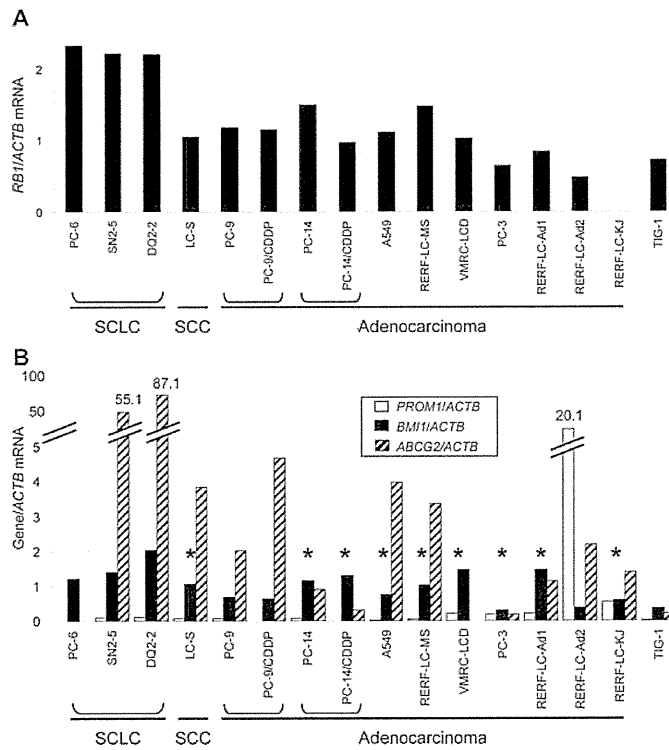 A
RB1/ACTB mRNA
2
1
0
PC-6
SN2-5
DQ2-2
LC-S
PC-9
PC-9/CDDP
PC-14
PC-14/CDDP
A549
RERF-LC-MS
VMRC-LCD
PC-3
RERF-LC-Ad1
RERF-LC-Ad2
RERF-LC-KJ
TIG-1
SCLC
SCC
Adenocarcinoma
B
Gene/ACTB mRNA
100
50
5
4
3
2
1
0
55.1
87.1
20.1
PROM1/ACTB
BMI1/ACTB
ABCG2/ACTB
* * * * * * * * *
PC-6
SN2-5
DQ2-2
LC-S
PC-9
PC-9/CDDP
PC-14
PC-14/CDDP
A549
RERF-LC-MS
VMRC-LCD
PC-3
RERF-LC-Ad1
RERF-LC-Ad2
RERF-LC-KJ
TIG-1
SCLC
SCC
Adenocarcinoma